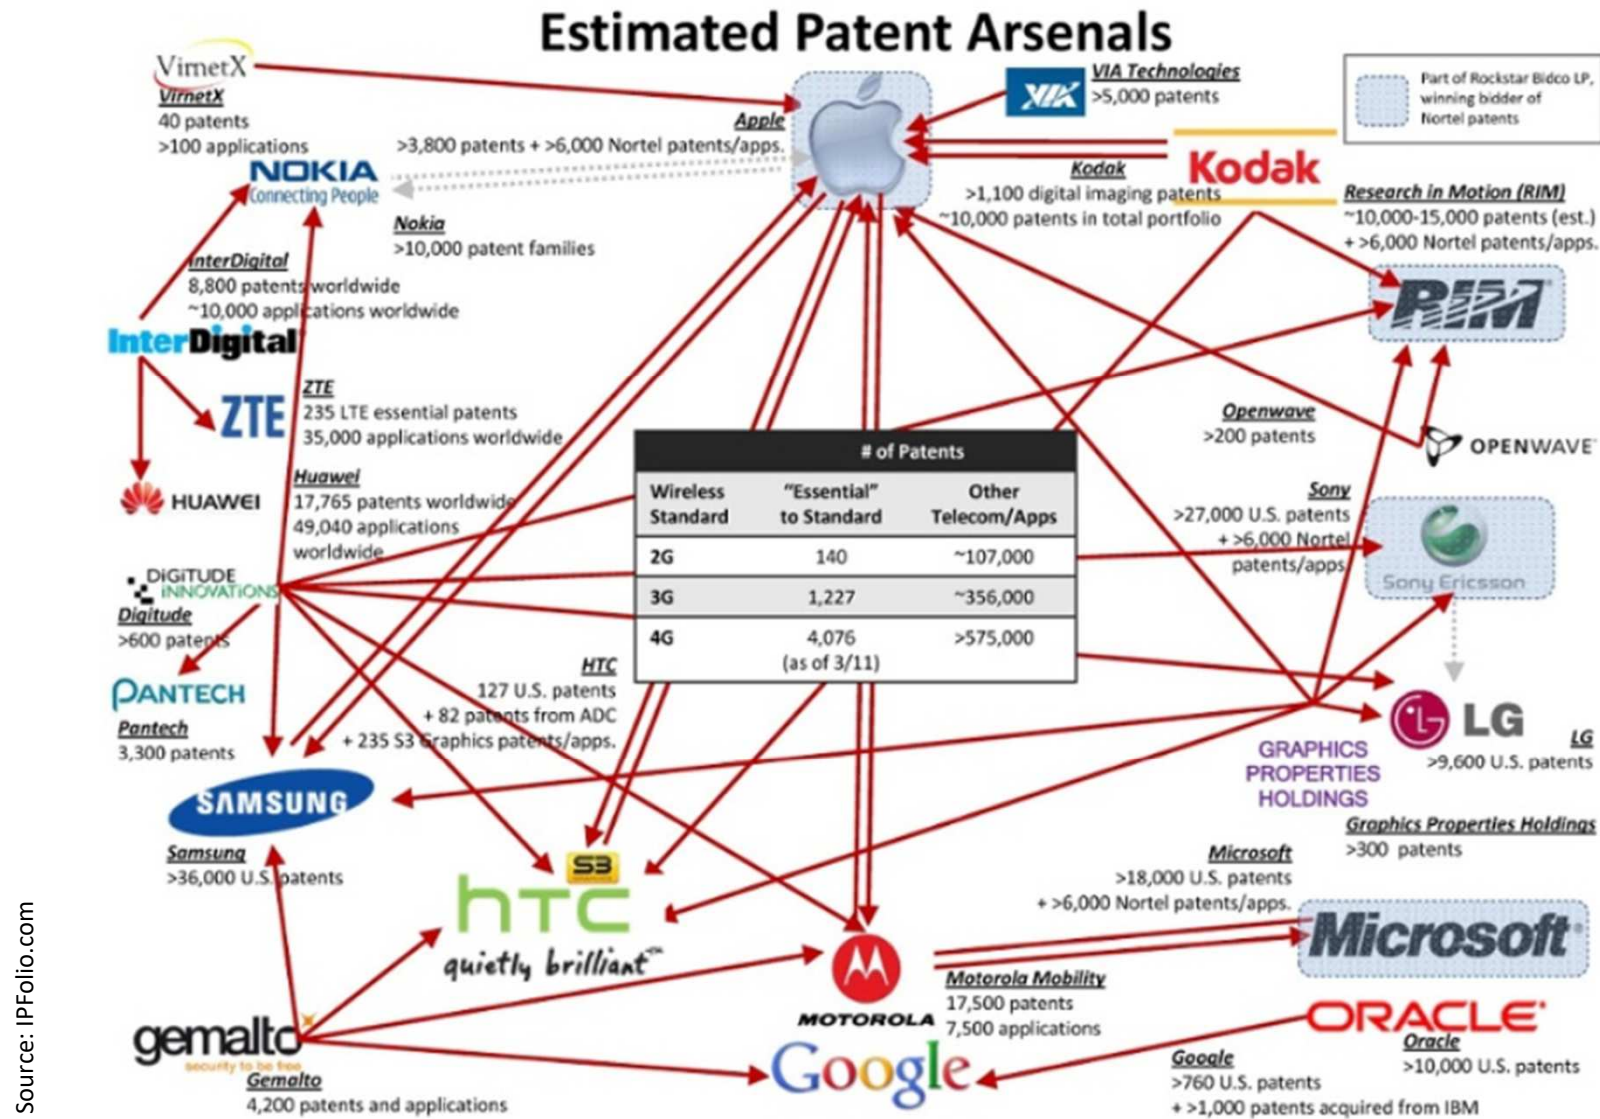 Estimated Patent Arsenals
VirnetX
VirnetX
40 patents
>100 applications
NOKIA
Connecting People
Nokia
>10,000 patent families
Apple
>3,800 patents + >6,000 Nortel patents/apps.
VIA
VIA Technologies
>5,000 patents
Part of Rockstar Bidco LP,
winning bidder of
Nortel patents
Kodak
Kodak
>1,100 digital imaging patents
~10,000 patents in total portfolio
Research in Motion (RIM)
~10,000-15,000 patents (est.)
+ >6,000 Nortel patents/apps.
RIM
InterDigital
8,800 patents worldwide
~10,000 applications worldwide
InterDigital
ZTE
ZTE
235 LTE essential patents
35,000 applications worldwide
HUAWEI
Huawei
17,765 patents worldwide
49,040 applications
worldwide
Openwave
>200 patents
OPENWAVE
# of Patents
Wireless Standard
"Essential" to Standard
Other Telecom/Apps
2G 140 ~107,000
3G 1,227 ~356,000
4G 4,076 >575,000
(as of 3/11)
Sony
>27,000 U.S. patents
+ >6,000 Nortel
patents/apps.
Sony Ericsson
DiGiTUDE
iNNOVATIONS
Digitude
>600 patents
PANTECH
Pantech
3,300 patents
HTC
127 U.S. patents
+ 82 patents from ADC
+ 235 S3 Graphics patents/apps.
LG
LG
>9,600 U.S. patents
GRAPHICS
PROPERTIES
HOLDINGS
Graphics Properties Holdings
>300 patents
SAMSUNG
Samsung
>36,000 U.S. patents
S3
hTC
quietly brilliant
Microsoft
>18,000 U.S. patents
+ >6,000 Nortel patents/apps.
Microsoft
MOTOROLA
Motorola Mobility
17,500 patents
7,500 applications
ORACLE
Oracle
>10,000 U.S. patents
gemalto
security to be free
Gemalto
4,200 patents and applications
Google
Google
>760 U.S. patents
+ >1,000 patents acquired from IBM
Source: IPFolio.com